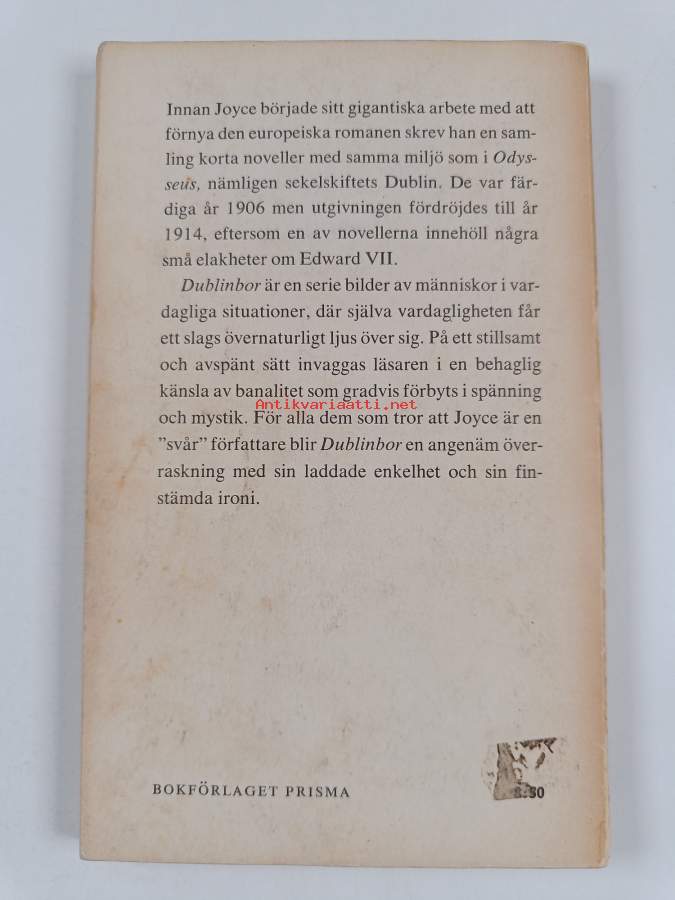 Innan Joyce började sitt gigantiska arbete med att
förnya den europeiska romanen skrev han en sam-
ling korta noveller med samma miljö som i Odys-
seus, nämligen sekelskiftets Dublin. De var fär-
diga år 1906 men utgivningen fördröjdes till år
1914, eftersom en av novellerna innehöll några
små elakheter om Edward VII.
Dublinbor är en serie bilder av människor i var-
dagliga situationer, där själva vardagligheten får
ett slags övernaturligt ljus över sig. På ett stillsamt
och avspänt sätt invaggas läsaren i en behaglig
känsla av banalitet som gradvis förbyts i spänning
Antikvariaatti.net
och mystik. För alla dem som tror att Joyce är en
”svår” författare blir Dublinbor en angenäm över-
raskning med sin laddade enkelhet och sin fin-
stämda ironi.
BOKFÖRLAGET PRISMA